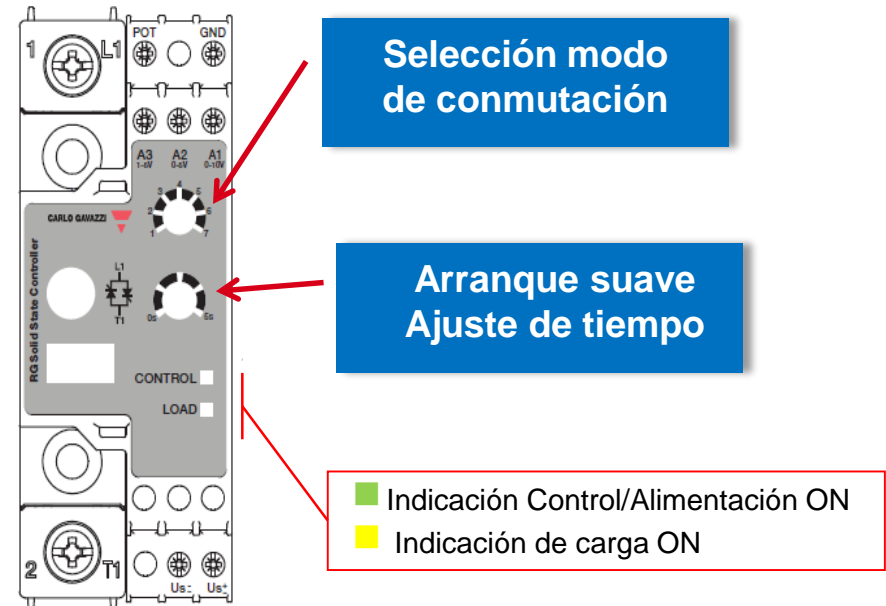 POT GND
1 L1
A3 A2 A1
1-5V 0-5V 0-10V
1 2 3 4 5 6 7
CARLO GAVAZZI
L1
T1
0s 5s
RG Solid State Controller
CONTROL
LOAD
2 T1
Us- Us+
Selección modo
de conmutación
Arranque suave
Ajuste de tiempo
Indicación Control/Alimentación ON
Indicación de carga ON